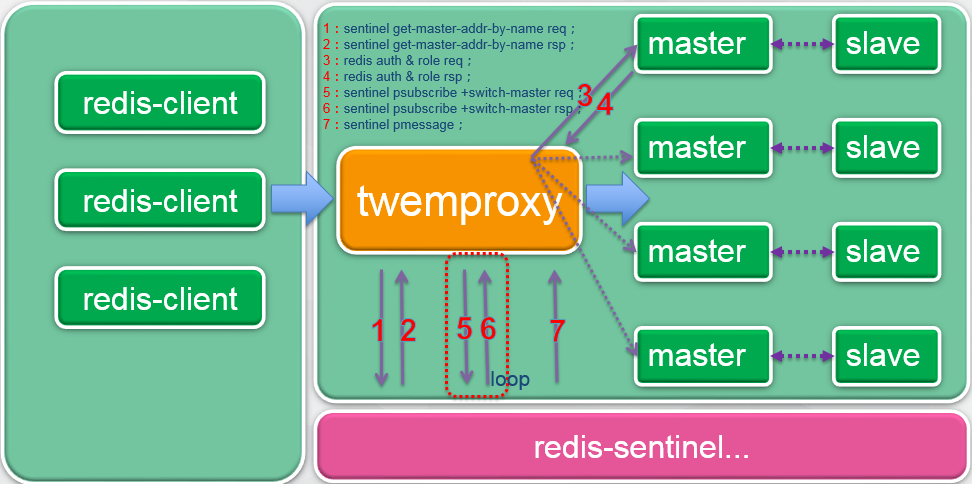 redis-client
redis-client
redis-client
1：sentinel get-master-addr-by-name req；
2：sentinel get-master-addr-by-name rsp；
3：redis auth & role req；
4：redis auth & role rsp；
5：sentinel psubscribe +switch-master req；
6：sentinel psubscribe +switch-master rsp；
7：sentinel pmessage；
3
4
twemproxy
master
slave
master
slave
master
slave
master
slave
1
2
5
6
7
loop
redis-sentinel...